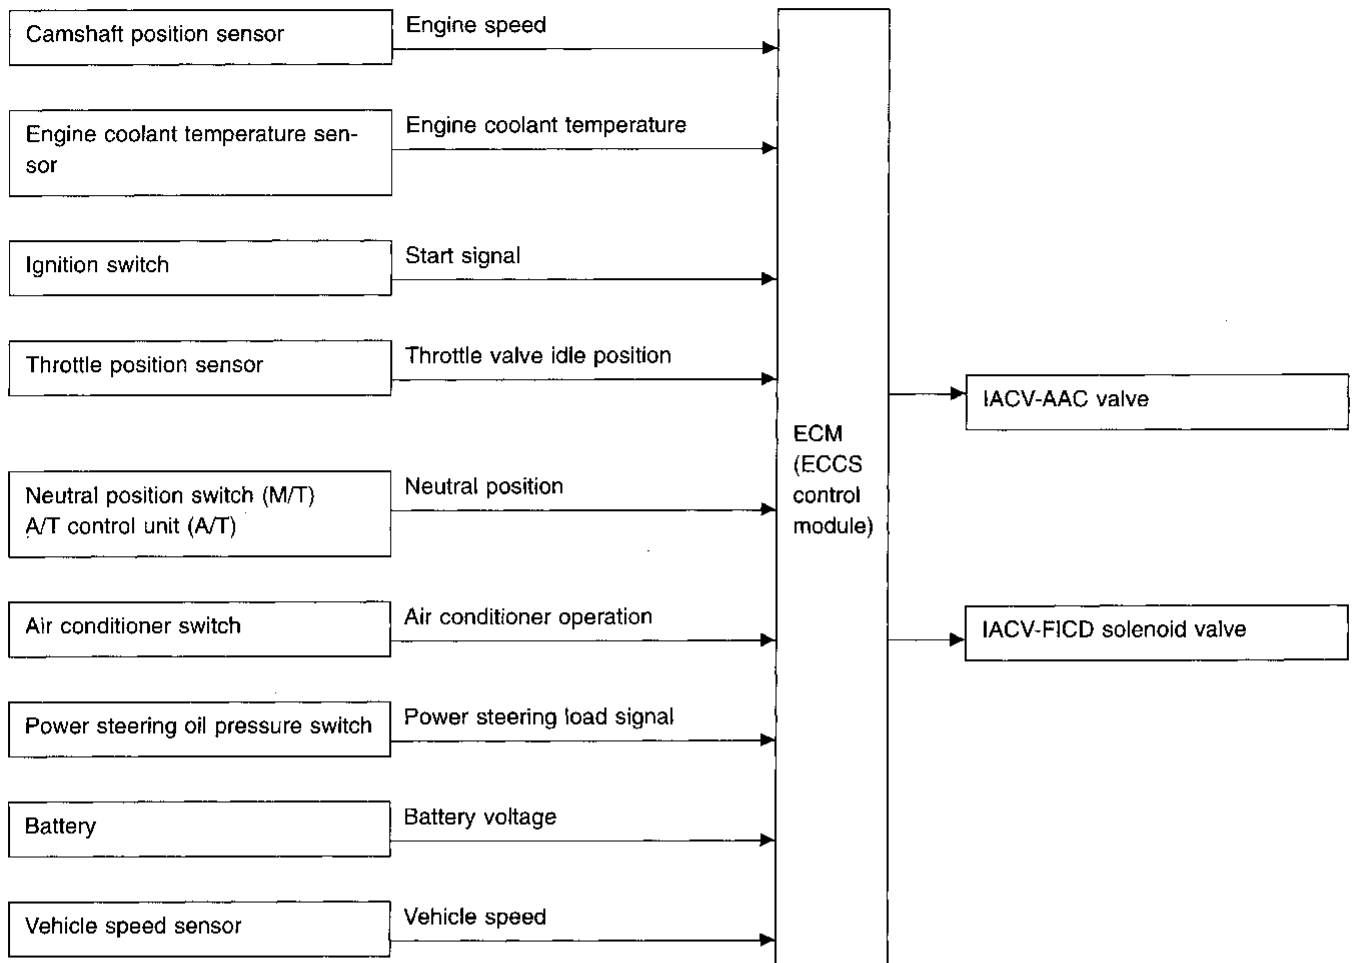 Camshaft position sensor
Engine speed
Engine coolant temperature sen-
sor
Engine coolant temperature
Ignition switch
Start signal
Throttle position sensor
Throttle valve idle position
Neutral position switch (M/T)
A/T control unit (A/T)
Neutral position
Air conditioner switch
Air conditioner operation
Power steering oil pressure switch
Power steering load signal
Battery
Battery voltage
Vehicle speed sensor
Vehicle speed
ECM
(ECCS
control
module)
IACV-AAC valve
IACV-FICD solenoid valve